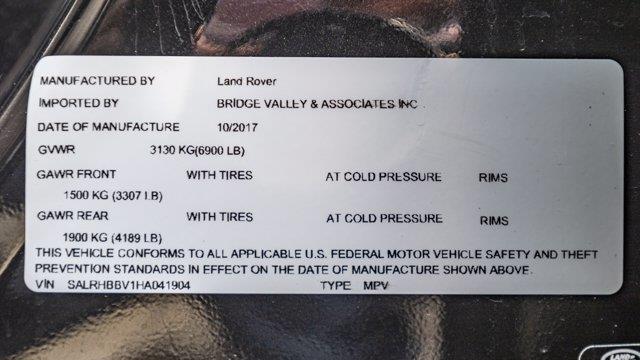 MANUFACTURED BY Land Rover
IMPORTED BY BRIDGE VALLEY & ASSOCIATES INC
DATE OF MANUFACTURE 10/2017
GVWR 3130 KG(6900 LB)
GAWR FRONT WITH TIRES AT COLD PRESSURE RIMS
1500 KG (3307 LB)
GAWR REAR WITH TIRES AT COLD PRESSURE RIMS
1900 KG (4189 LB)
THIS VEHICLE CONFORMS TO ALL APPLICABLE U.S. FEDERAL MOTOR VEHICLE SAFETY AND THEFT
PREVENTION STANDARDS IN EFFECT ON THE DATE OF MANUFACTURE SHOWN ABOVE.
VIN SALRHBBV1HA041904 TYPE MPV
LAND